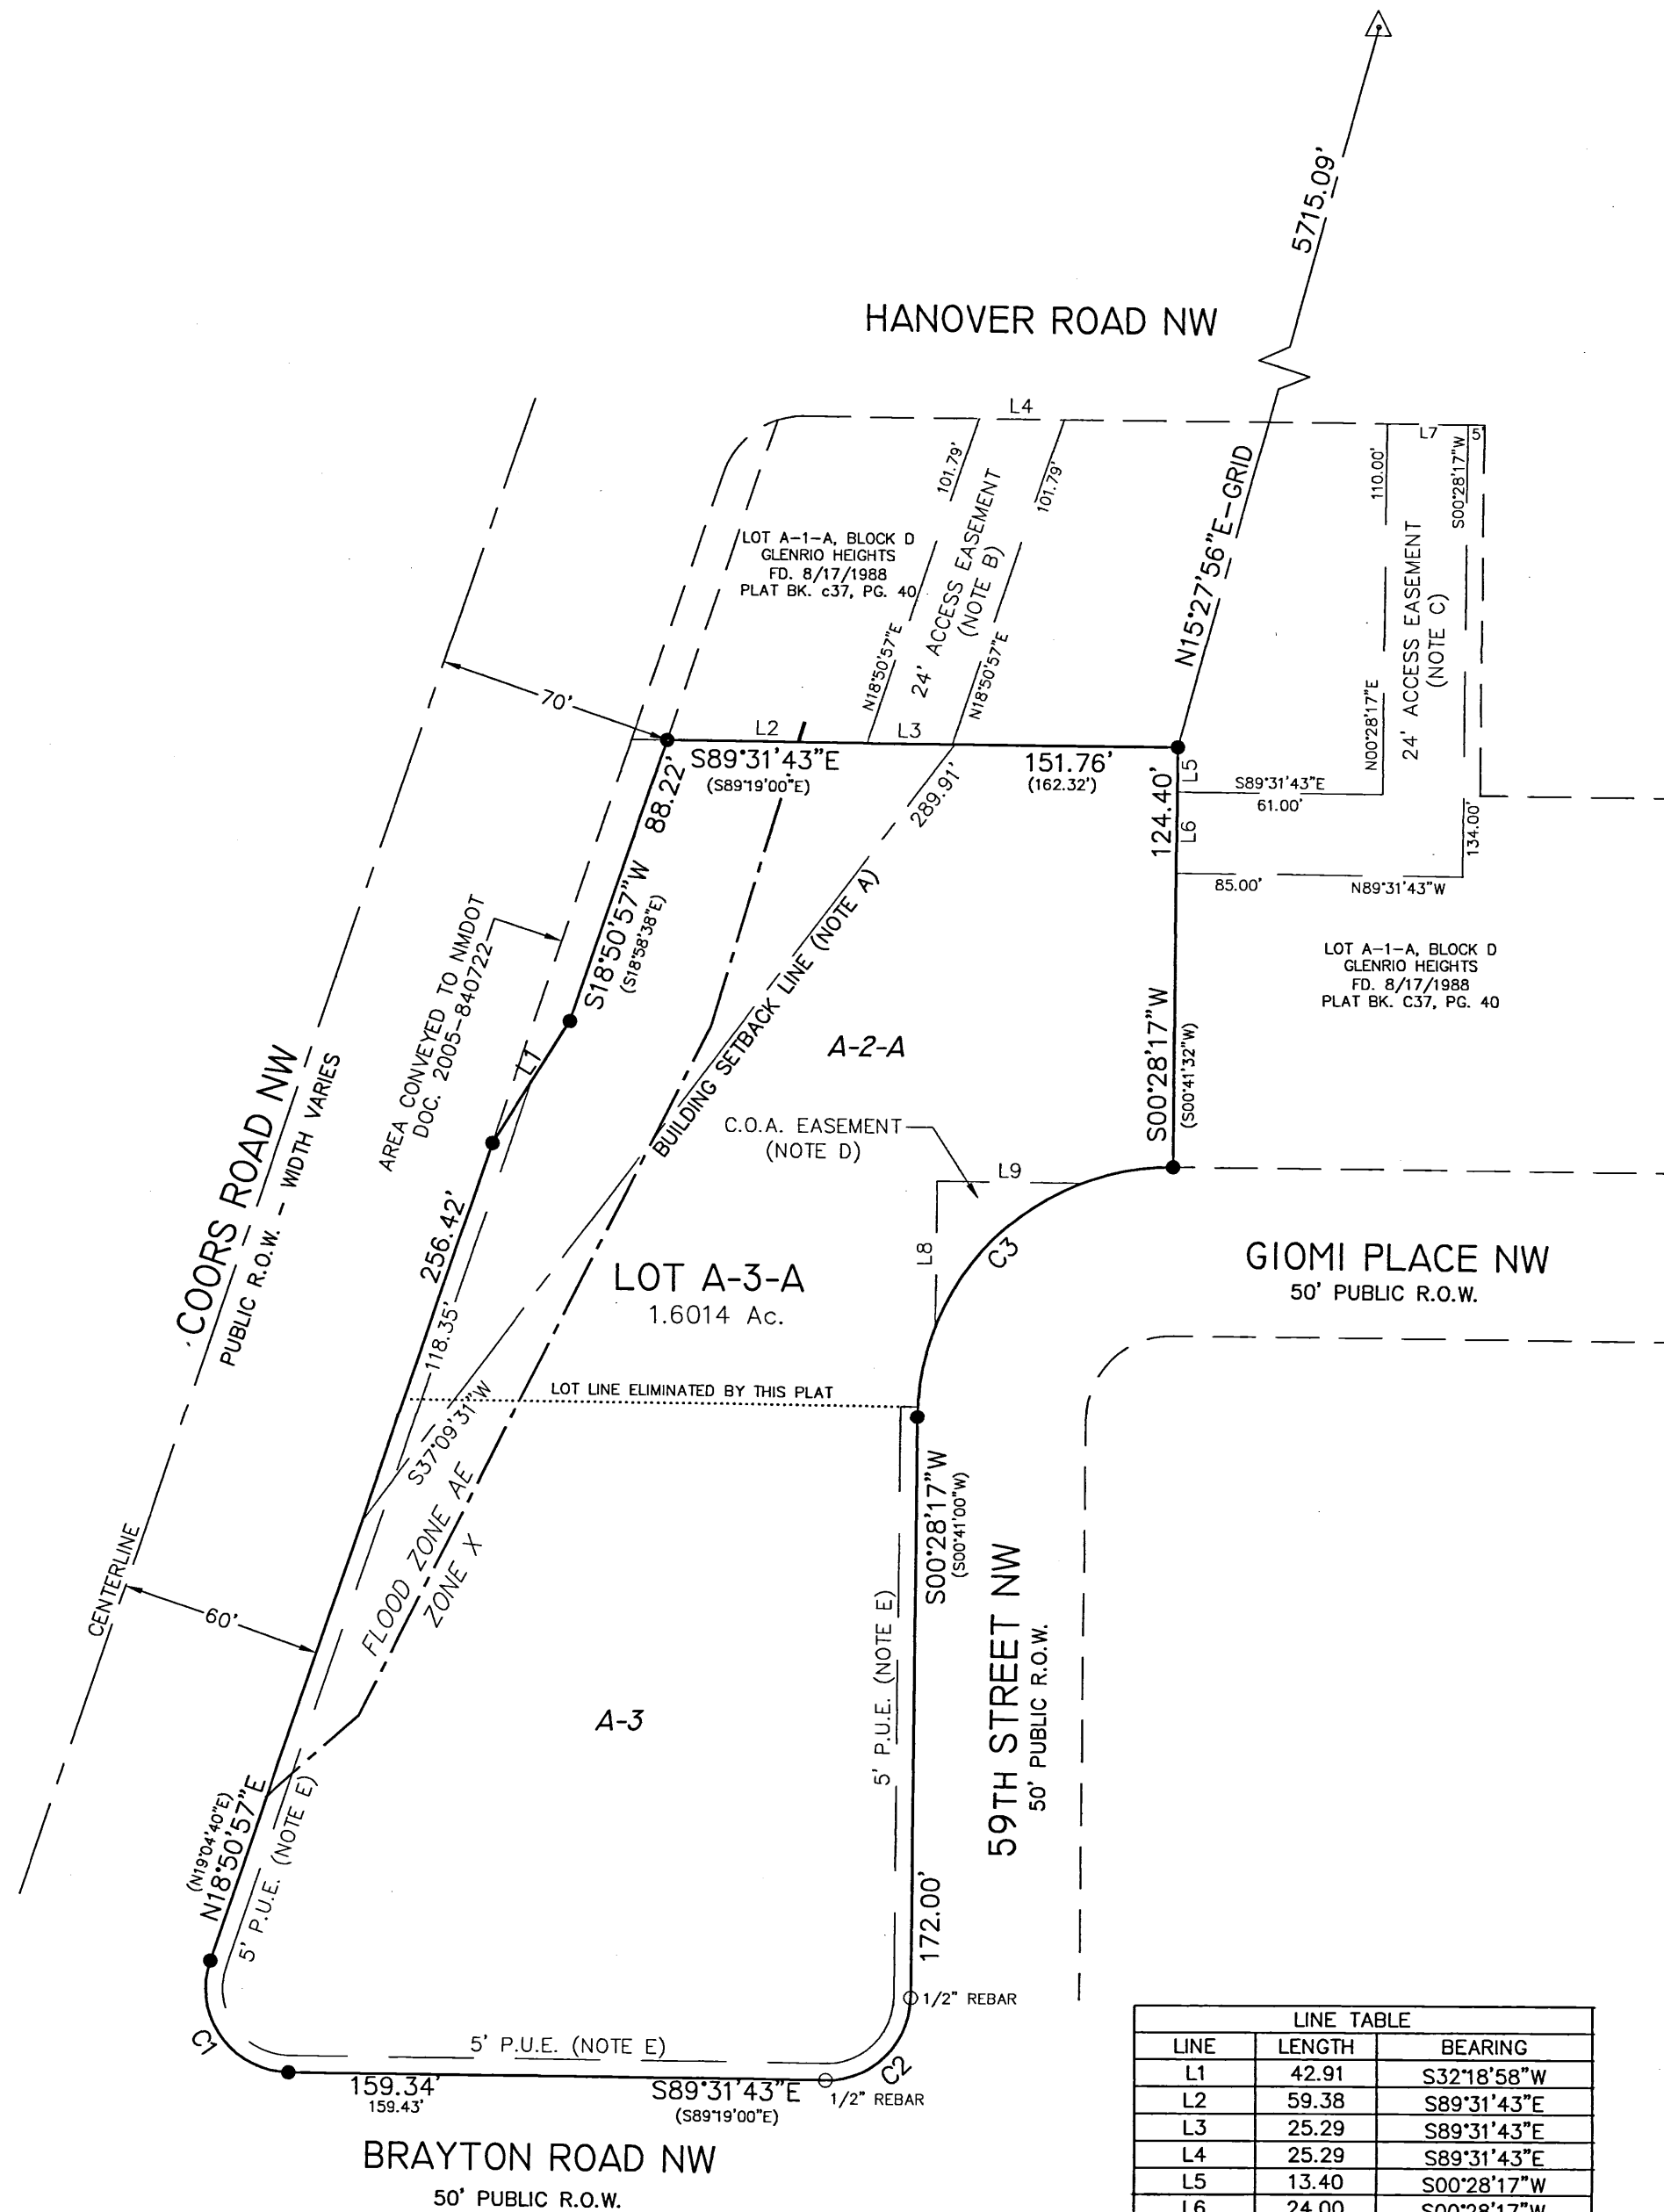 5715.09'
HANOVER ROAD NW
L4
L7
5'
101.79'
101.79'
110.00'
S00°28'17"W
N15°27'56"E-GRID
LOT A-1-A, BLOCK D
GLENRIO HEIGHTS
FD. 8/17/1988
PLAT BK. c37, PG. 40
24' ACCESS EASEMENT
(NOTE B)
N18°50'57"E
N18°50'57"E
24' ACCESS EASEMENT
(NOTE C)
N00°28'17"E
70'
L2
L3
S89°31'43"E
(S89°19'00"E)
151.76'
(162.32')
L5
S89°31'43"E
61.00'
88.22'
289.91'
124.40'
L6
134.00'
85.00'
N89°31'43"W
S18°50'57"W
(S18°58'38"E)
BUILDING SETBACK LINE (NOTE A)
AREA CONVEYED TO NMDOT
DOC. 2005-840722
LOT A-1-A, BLOCK D
GLENRIO HEIGHTS
FD. 8/17/1988
PLAT BK. C37, PG. 40
L1
A-2-A
S00°28'17"W
(S00°41'32"W)
COORS ROAD NW
PUBLIC R.O.W. - WIDTH VARIES
C.O.A. EASEMENT
(NOTE D)
L9
L8
C3
256.42'
118.35'
LOT A-3-A
1.6014 Ac.
GIOMI PLACE NW
50' PUBLIC R.O.W.
LOT LINE ELIMINATED BY THIS PLAT
S37°09'31"W
FLOOD ZONE AE
ZONE X
CENTERLINE
60'
S00°28'17"W
(S00°41'00"W)
5' P.U.E. (NOTE E)
59TH STREET NW
50' PUBLIC R.O.W.
A-3
(N19°04'40"E)
N18°50'57"E
5' P.U.E. (NOTE E)
172.00'
1/2" REBAR
C1
5' P.U.E. (NOTE E)
C2
159.34'
159.43'
S89°31'43"E
(S89°19'00"E)
1/2" REBAR
BRAYTON ROAD NW
50' PUBLIC R.O.W.
LINE TABLE
LINE LENGTH BEARING
L1 42.91 S32°18'58"W
L2 59.38 S89°31'43"E
L3 25.29 S89°31'43"E
L4 25.29 S89°31'43"E
L5 13.40 S00°28'17"W
L6 24.00 S00°28'17"W